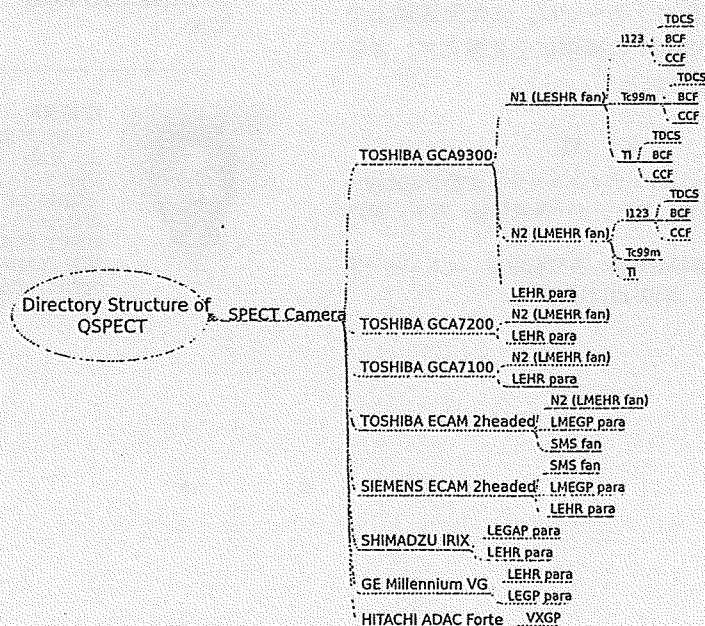 Directory Structure of
QSPECT
SPECT Camera
TOSHIBA GCA9300
N1 (LESHR fan)
I123
TDCS
BCF
CCF
Tc99m
TDCS
BCF
CCF
Tl
TDCS
BCF
CCF
N2 (LMEHR fan)
I123
TDCS
BCF
CCF
Tc99m
Tl
LEHR para
TOSHIBA GCA7200
N2 (LMEHR fan)
LEHR para
TOSHIBA GCA7100
N2 (LMEHR fan)
LEHR para
TOSHIBA ECAM 2headed
N2 (LMEHR fan)
LMEGP para
SMS fan
SIEMENS ECAM 2headed
SMS fan
LMEGP para
LEHR para
SHIMADZU IRIX
LEGAP para
LEHR para
GE Millennium VG
LEHR para
LEGP para
HITACHI ADAC Forte
VXGP